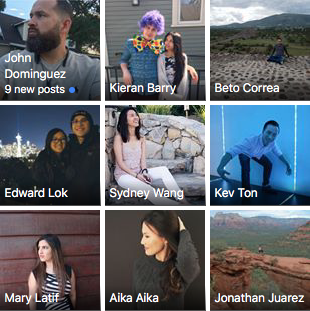 John
Dominguez
9 new posts
Kieran Barry
Beto Correa
Edward Lok
Sydney Wang
Kev Ton
Mary Latif
Aika Aika
Jonathan Juarez